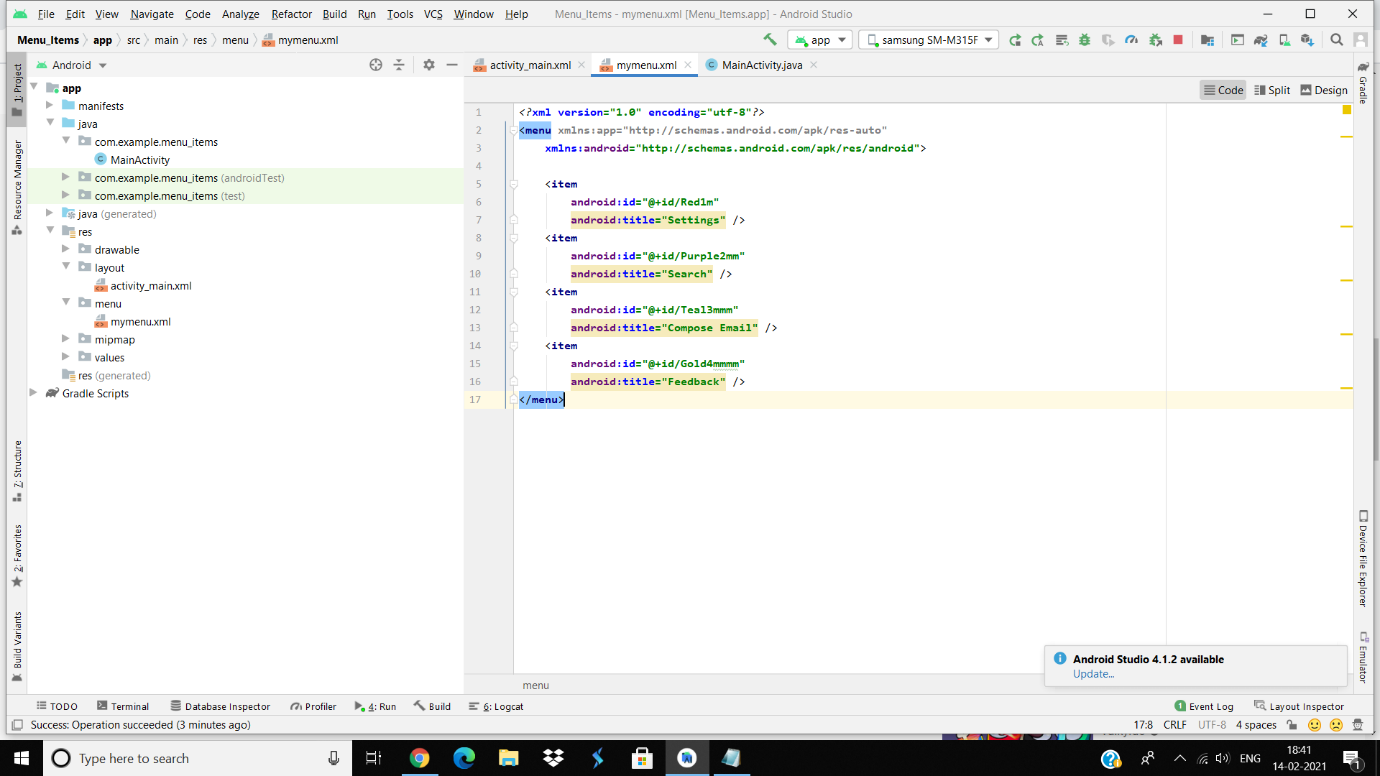 File Edit View Navigate Code Analyze Refactor Build Run Tools VCS Window Help Menu_Items - mymenu.xml [Menu_Items.app] - Android Studio
Menu_Items app src main res menu mymenu.xml app samsung SM-M315F
Android
activity_main.xml mymenu.xml MainActivity.java
Code Split Design
1: Project
Resource Manager
7: Structure
2: Favorites
Build Variants
app
manifests
java
com.example.menu_items
MainActivity
com.example.menu_items (androidTest)
com.example.menu_items (test)
java (generated)
res
drawable
layout
activity_main.xml
menu
mymenu.xml
mipmap
values
res (generated)
Gradle Scripts
1 <?xml version="1.0" encoding="utf-8"?>
2 <menu xmlns:app="http://schemas.android.com/apk/res-auto"
3 xmlns:android="http://schemas.android.com/apk/res/android">
4
5 <item
6 android:id="@+id/Red1m"
7 android:title="Settings" />
8 <item
9 android:id="@+id/Purple2mm"
10 android:title="Search" />
11 <item
12 android:id="@+id/Teal3mmm"
13 android:title="Compose Email" />
14 <item
15 android:id="@+id/Gold4mmmm"
16 android:title="Feedback" />
17 </menu>
Gradle
Device File Explorer
Emulator
Android Studio 4.1.2 available
Update...
menu
TODO Terminal Database Inspector Profiler 4: Run Build 6: Logcat 1 Event Log Layout Inspector
Success: Operation succeeded (3 minutes ago) 17:8 CRLF UTF-8 4 spaces
Type here to search ENG 18:41
14-02-2021 1